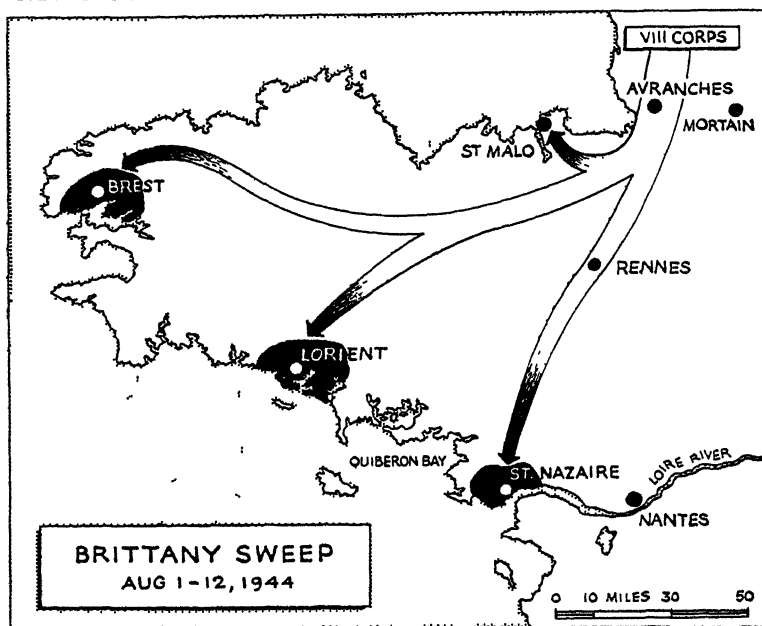 VIII CORPS
AVRANCHES
MORTAIN
ST MALO
BREST
RENNES
LORIENT
QUIBERON BAY
ST. NAZAIRE
LOIRE RIVER
NANTES
BRITTANY SWEEP
AUG 1-12, 1944
0 10 MILES 30 50